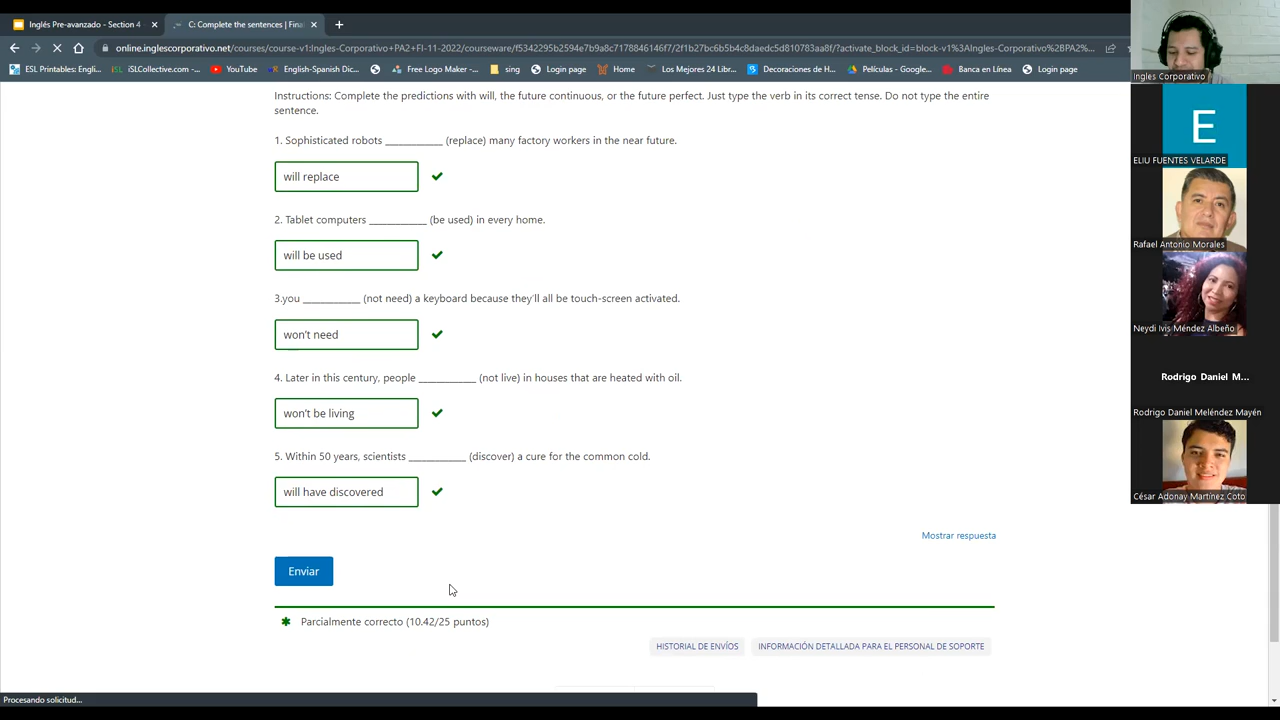 Inglés Pre-avanzado - Section 4
C: Complete the sentences | Fina
online.inglescorporativo.net/courses/course-v1:Ingles-Corporativo+PA2+FI-11-2022/courseware/f5342295b2594e7b9a8c7178846146f7/2f1b27bc6b5b4c8daedc5d810783aa8f/?activate_block_id=block-v1%3AIngles-Corporativo%2BPA2%...
ESL Printables: Engli... iSLCollective.com -... YouTube English-Spanish Dic... Free Logo Maker... sing Login page Home Los Mejores 24 Libr... Decoraciones de H... Películas - Google... Banca en Línea Login page
Instructions: Complete the predictions with will, the future continuous, or the future perfect. Just type the verb in its correct tense. Do not type the entire
sentence.
1. Sophisticated robots ____________ (replace) many factory workers in the near future.
will replace
2. Tablet computers ____________ (be used) in every home.
will be used
3.you ____________ (not need) a keyboard because they'll all be touch-screen activated.
won't need
4. Later in this century, people ____________ (not live) in houses that are heated with oil.
won't be living
5. Within 50 years, scientists ____________ (discover) a cure for the common cold.
will have discovered
Mostrar respuesta
Enviar
Parcialmente correcto (10.42/25 puntos)
HISTORIAL DE ENVÍOS INFORMACIÓN DETALLADA PARA EL PERSONAL DE SOPORTE
Procesando solicitud...
Ingles Corporativo
E
ELIU FUENTES VELARDE
Rafael Antonio Morales
Neydi Ivis Méndez Albeño
Rodrigo Daniel M...
Rodrigo Daniel Meléndez Mayén
César Adonay Martínez Coto